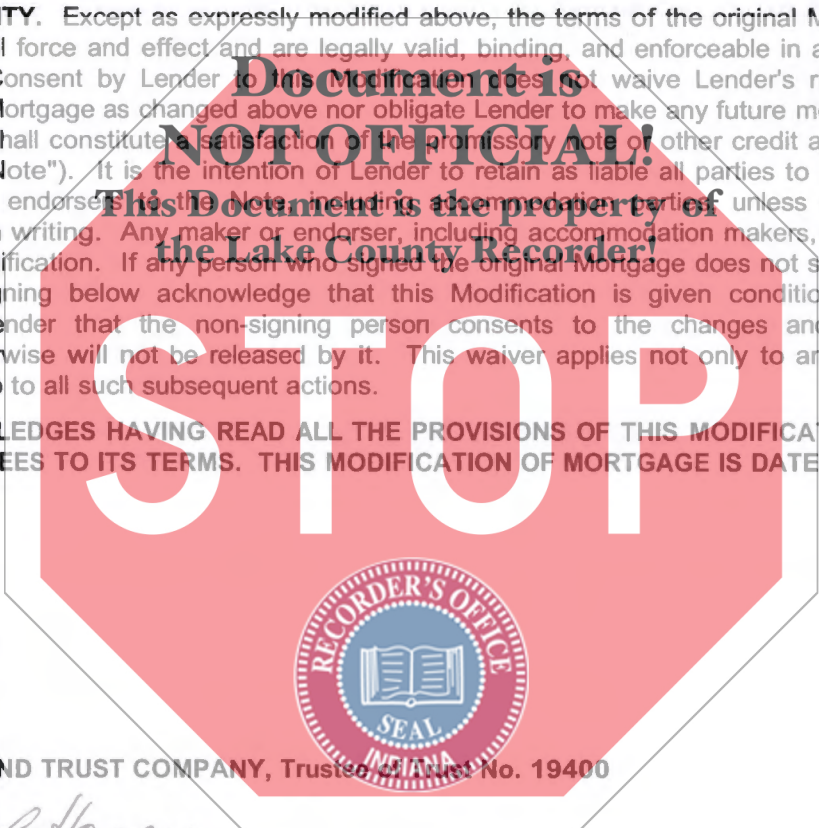 ITY. Except as expressly modified above, the terms of the original M
l force and effect and are legally valid, binding, and enforceable in a
Consent by Lender to this Modification does not waive Lender's r
Mortgage as changed above nor obligate Lender to make any future m
hall constitute a satisfaction of the promissory note or other credit a
Note"). It is the intention of Lender to retain as liable all parties to
endorsers to the Note, including accommodation parties, unless
n writing. Any maker or endorser, including accommodation makers,
ification. If any person who signed the original Mortgage does not s
ning below acknowledge that this Modification is given conditio
ender that the non-signing person consents to the changes and
wise will not be released by it. This waiver applies not only to an
o to all such subsequent actions.
LEDGES HAVING READ ALL THE PROVISIONS OF THIS MODIFICA
EES TO ITS TERMS. THIS MODIFICATION OF MORTGAGE IS DATE
ND TRUST COMPANY, Trustee of Trust No. 19400
Document is
NOT OFFICIAL!
This Document is the property of
the Lake County Recorder!
STOP
RECORDER'S OFFICE
SEAL
INDIANA